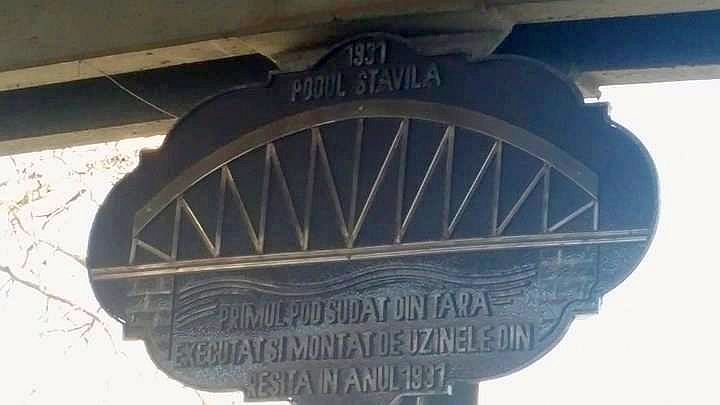 1931
PODUL STAVILA
PRIMUL POD SUDAT DIN TARA
EXECUTAT SI MONTAT DE UZINELE DIN
RESITA IN ANUL 1931